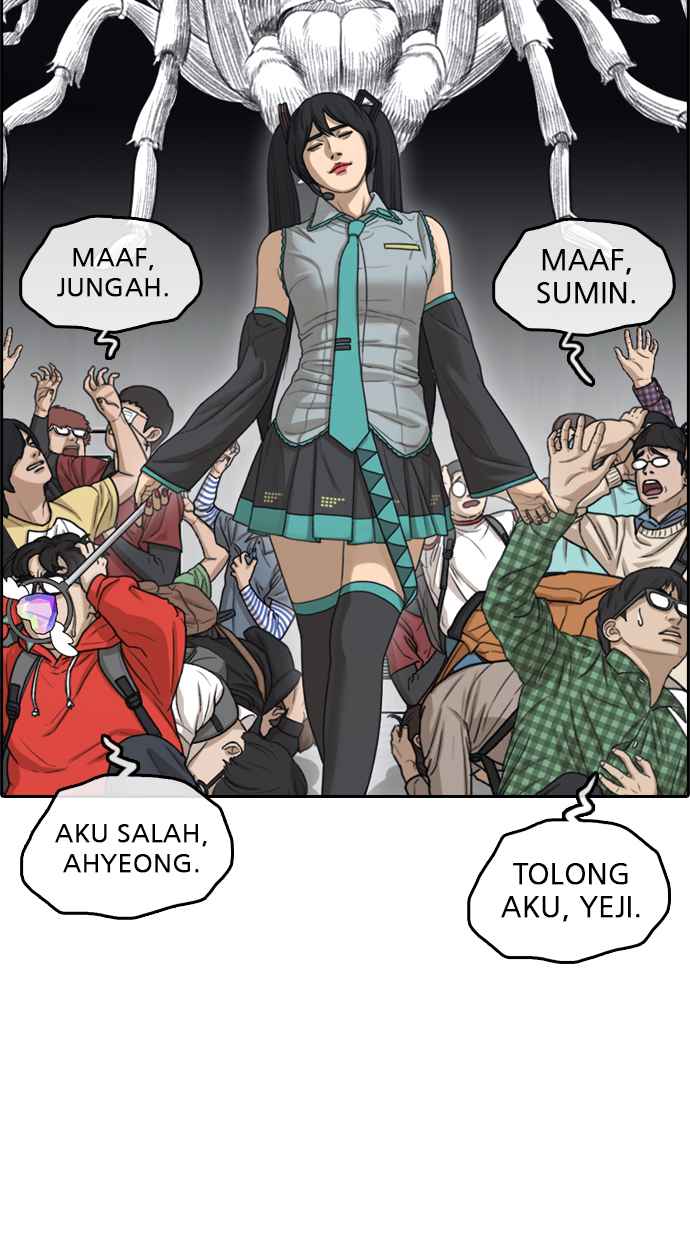 MAAF,
JUNGAH.
MAAF,
SUMIN.
AKU SALAH,
AHYEONG.
TOLONG
AKU, YEJI.